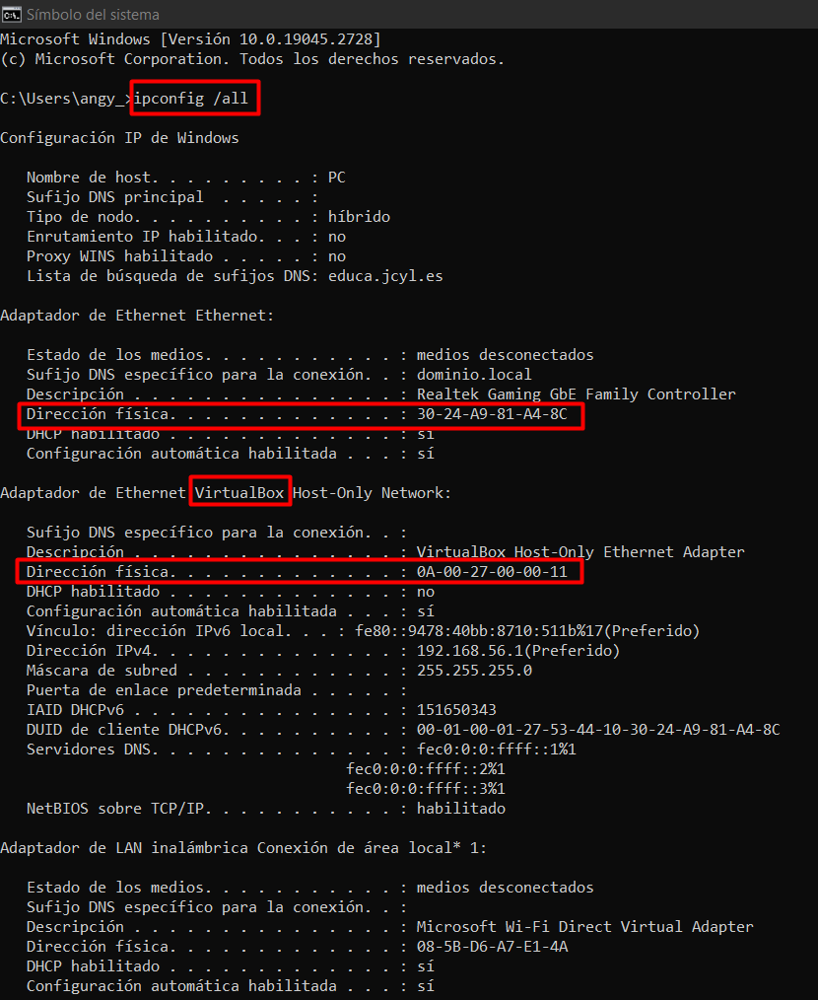 Símbolo del sistema
Microsoft Windows [Versión 10.0.19045.2728]
(c) Microsoft Corporation. Todos los derechos reservados.
C:\Users\angy_>ipconfig /all
Configuración IP de Windows
Nombre de host. . . . . . . . . : PC
Sufijo DNS principal  . . . . . :
Tipo de nodo. . . . . . . . . . : híbrido
Enrutamiento IP habilitado. . . : no
Proxy WINS habilitado . . . . . : no
Lista de búsqueda de sufijos DNS: educa.jcyl.es
Adaptador de Ethernet Ethernet:
Estado de los medios. . . . . . . . . . . : medios desconectados
Sufijo DNS específico para la conexión. . : dominio.local
Descripción . . . . . . . . . . . . . . . : Realtek Gaming GbE Family Controller
Dirección física. . . . . . . . . . . . . : 30-24-A9-81-A4-8C
DHCP habilitado . . . . . . . . . . . . . : sí
Configuración automática habilitada . . . : sí
Adaptador de Ethernet VirtualBox Host-Only Network:
Sufijo DNS específico para la conexión. . :
Descripción . . . . . . . . . . . . . . . : VirtualBox Host-Only Ethernet Adapter
Dirección física. . . . . . . . . . . . . : 0A-00-27-00-00-11
DHCP habilitado . . . . . . . . . . . . . : no
Configuración automática habilitada . . . : sí
Vínculo: dirección IPv6 local. . . : fe80::9478:40bb:8710:511b%17(Preferido)
Dirección IPv4. . . . . . . . . . . . . . : 192.168.56.1(Preferido)
Máscara de subred . . . . . . . . . . . . : 255.255.255.0
Puerta de enlace predeterminada . . . . . :
IAID DHCPv6 . . . . . . . . . . . . . . . : 151650343
DUID de cliente DHCPv6. . . . . . . . . . : 00-01-00-01-27-53-44-10-30-24-A9-81-A4-8C
Servidores DNS. . . . . . . . . . . . . . : fec0:0:0:ffff::1%1
fec0:0:0:ffff::2%1
fec0:0:0:ffff::3%1
NetBIOS sobre TCP/IP. . . . . . . . . . . : habilitado
Adaptador de LAN inalámbrica Conexión de área local* 1:
Estado de los medios. . . . . . . . . . . : medios desconectados
Sufijo DNS específico para la conexión. . :
Descripción . . . . . . . . . . . . . . . : Microsoft Wi-Fi Direct Virtual Adapter
Dirección física. . . . . . . . . . . . . : 08-5B-D6-A7-E1-4A
DHCP habilitado . . . . . . . . . . . . . : sí
Configuración automática habilitada . . . : sí